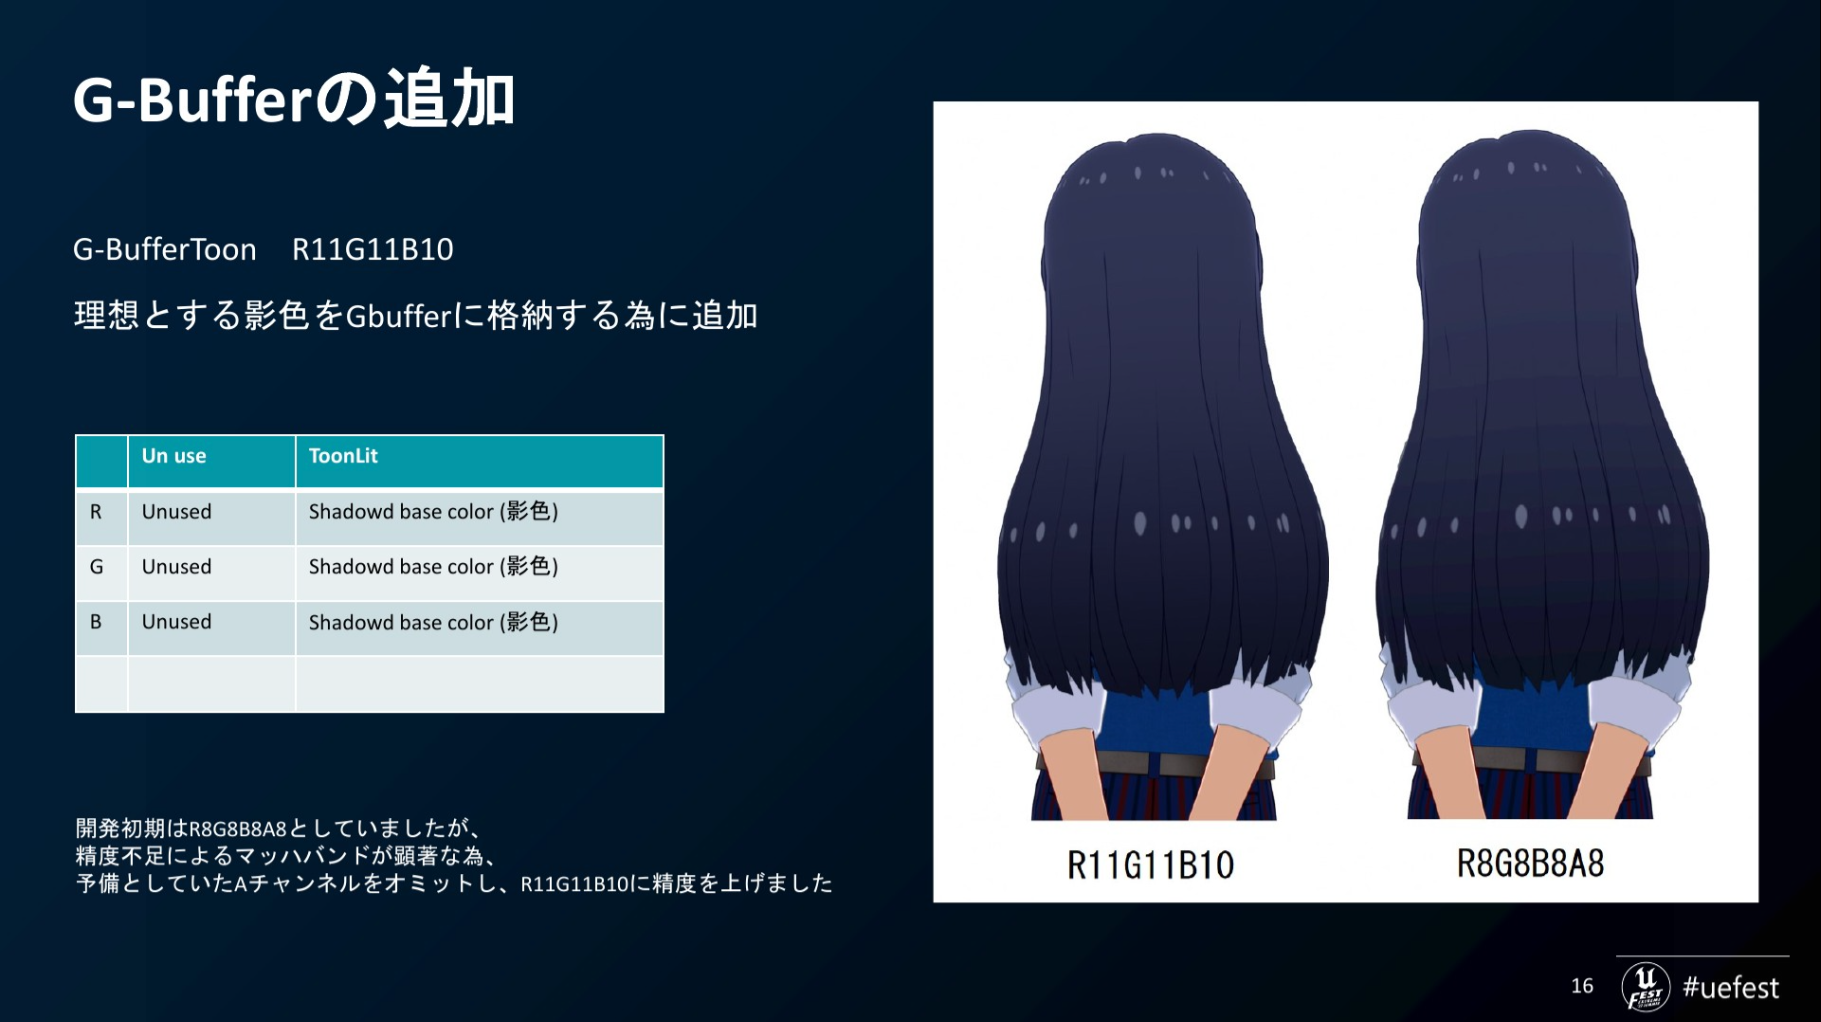 G-Bufferの追加
G-BufferToon R11G11B10
理想とする影色をGbufferに格納する為に追加
Un use ToonLit
R Unused Shadowd base color (影色)
G Unused Shadowd base color (影色)
B Unused Shadowd base color (影色)
開発初期はR8G8B8A8としていましたが、
精度不足によるマッハバンドが顕著な為、
予備としていたAチャンネルをオミットし、R11G11B10に精度を上げました
R11G11B10 R8G8B8A8
16 #uefest
FEST